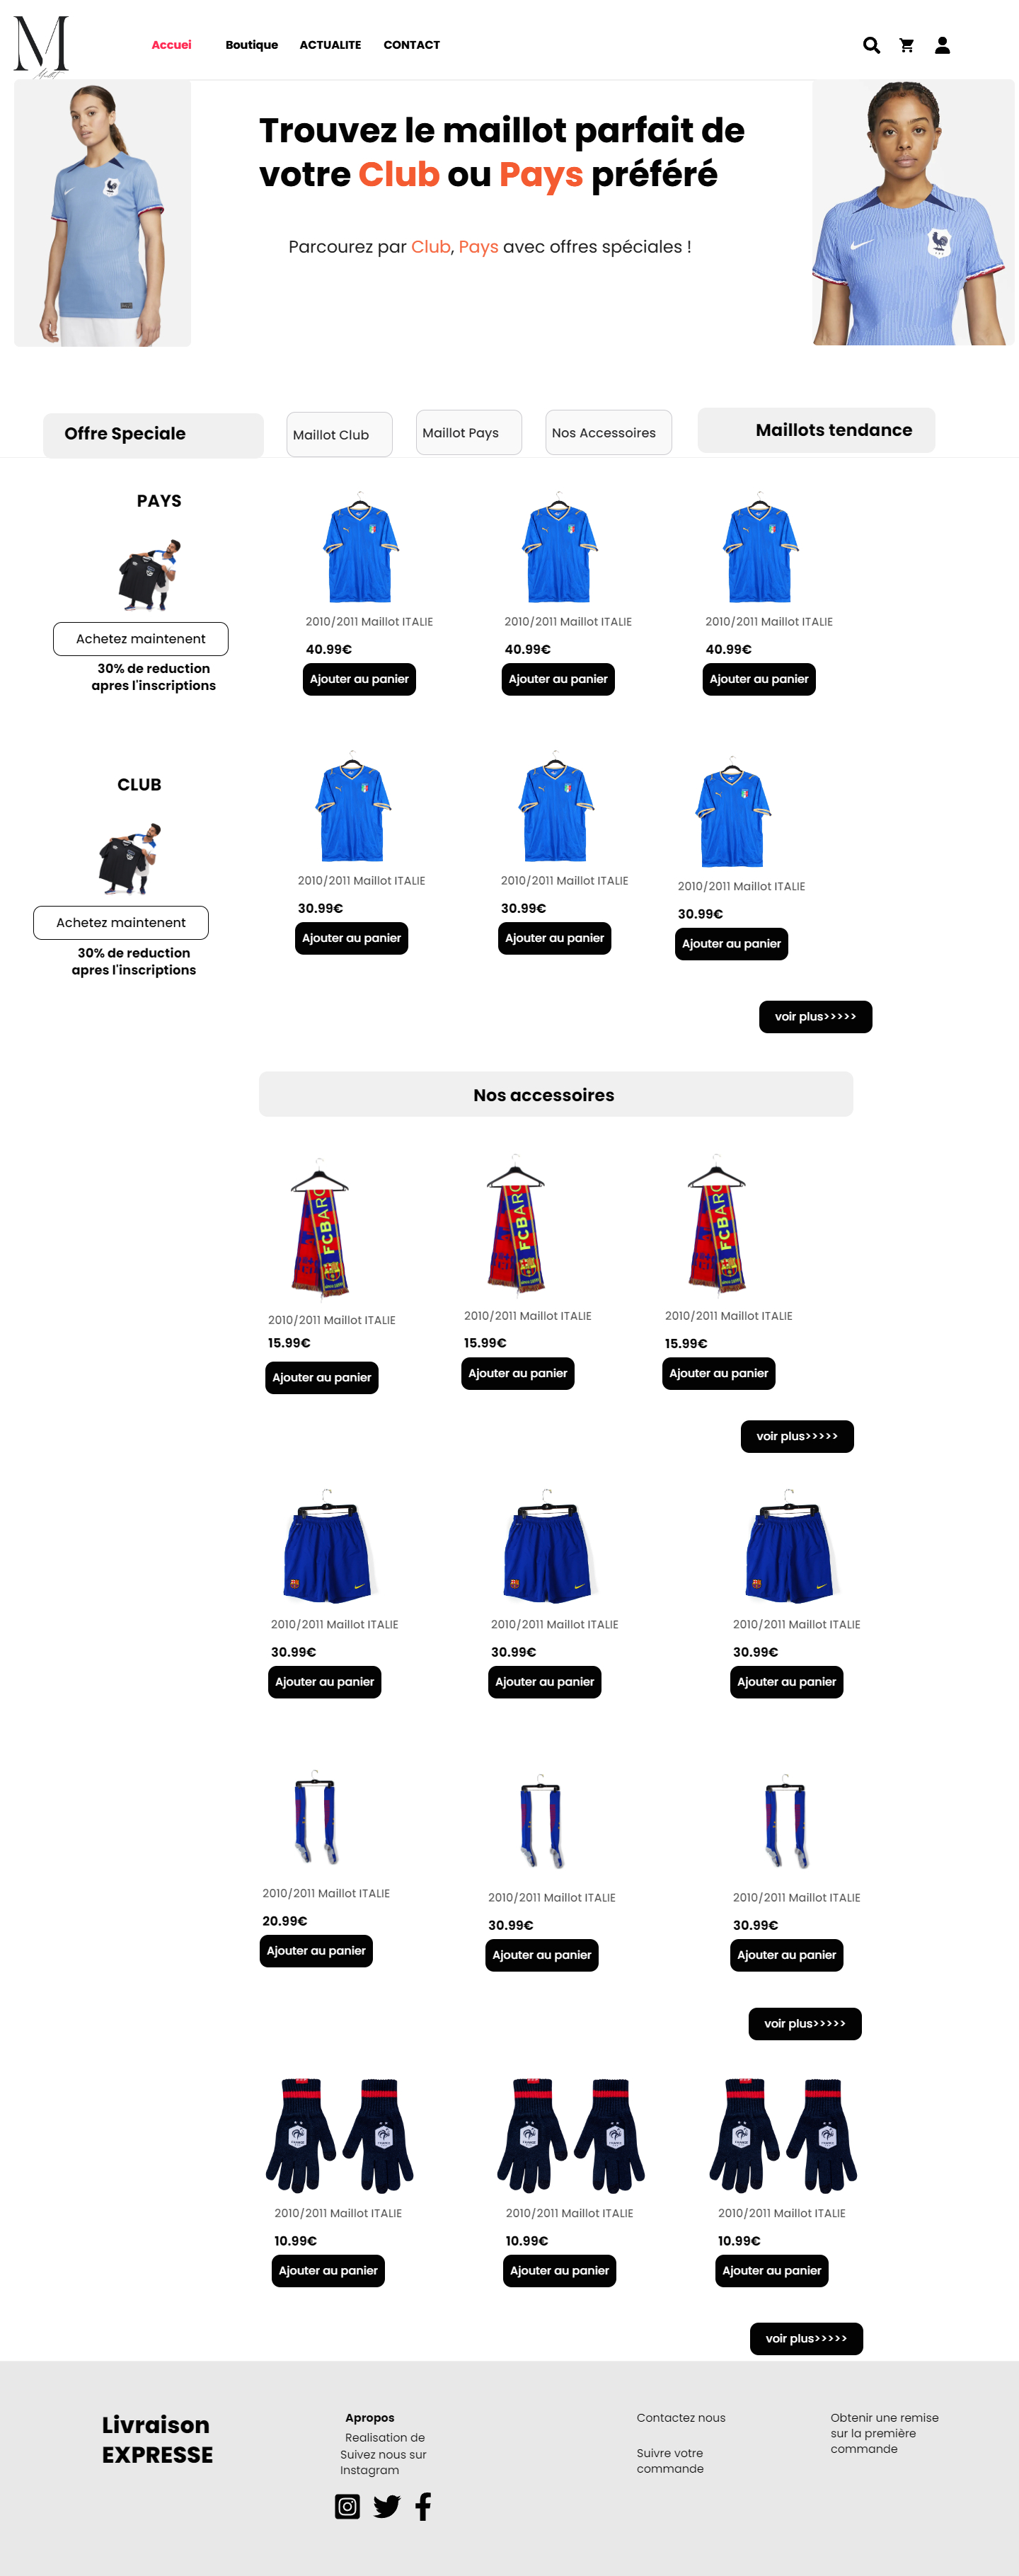 M
Maillot
Accuei
Boutique
ACTUALITE
CONTACT
Trouvez le maillot parfait de
votre Club ou Pays préféré
Parcourez par Club, Pays avec offres spéciales !
Offre Speciale
Maillot Club
Maillot Pays
Nos Accessoires
Maillots tendance
PAYS
Achetez maintenent
30% de reduction
apres l'inscriptions
2010/2011 Maillot ITALIE
40.99€
Ajouter au panier
2010/2011 Maillot ITALIE
40.99€
Ajouter au panier
2010/2011 Maillot ITALIE
40.99€
Ajouter au panier
CLUB
Achetez maintenent
30% de reduction
apres l'inscriptions
2010/2011 Maillot ITALIE
30.99€
Ajouter au panier
2010/2011 Maillot ITALIE
30.99€
Ajouter au panier
2010/2011 Maillot ITALIE
30.99€
Ajouter au panier
voir plus>>>>>
Nos accessoires
FCBARC
2010/2011 Maillot ITALIE
15.99€
Ajouter au panier
FCBARC
2010/2011 Maillot ITALIE
15.99€
Ajouter au panier
FCBARC
2010/2011 Maillot ITALIE
15.99€
Ajouter au panier
voir plus>>>>>
2010/2011 Maillot ITALIE
30.99€
Ajouter au panier
2010/2011 Maillot ITALIE
30.99€
Ajouter au panier
2010/2011 Maillot ITALIE
30.99€
Ajouter au panier
2010/2011 Maillot ITALIE
20.99€
Ajouter au panier
2010/2011 Maillot ITALIE
30.99€
Ajouter au panier
2010/2011 Maillot ITALIE
30.99€
Ajouter au panier
voir plus>>>>>
2010/2011 Maillot ITALIE
10.99€
Ajouter au panier
2010/2011 Maillot ITALIE
10.99€
Ajouter au panier
2010/2011 Maillot ITALIE
10.99€
Ajouter au panier
voir plus>>>>>
Livraison
EXPRESSE
Apropos
Realisation de
Suivez nous sur
Instagram
Contactez nous
Suivre votre
commande
Obtenir une remise
sur la première
commande